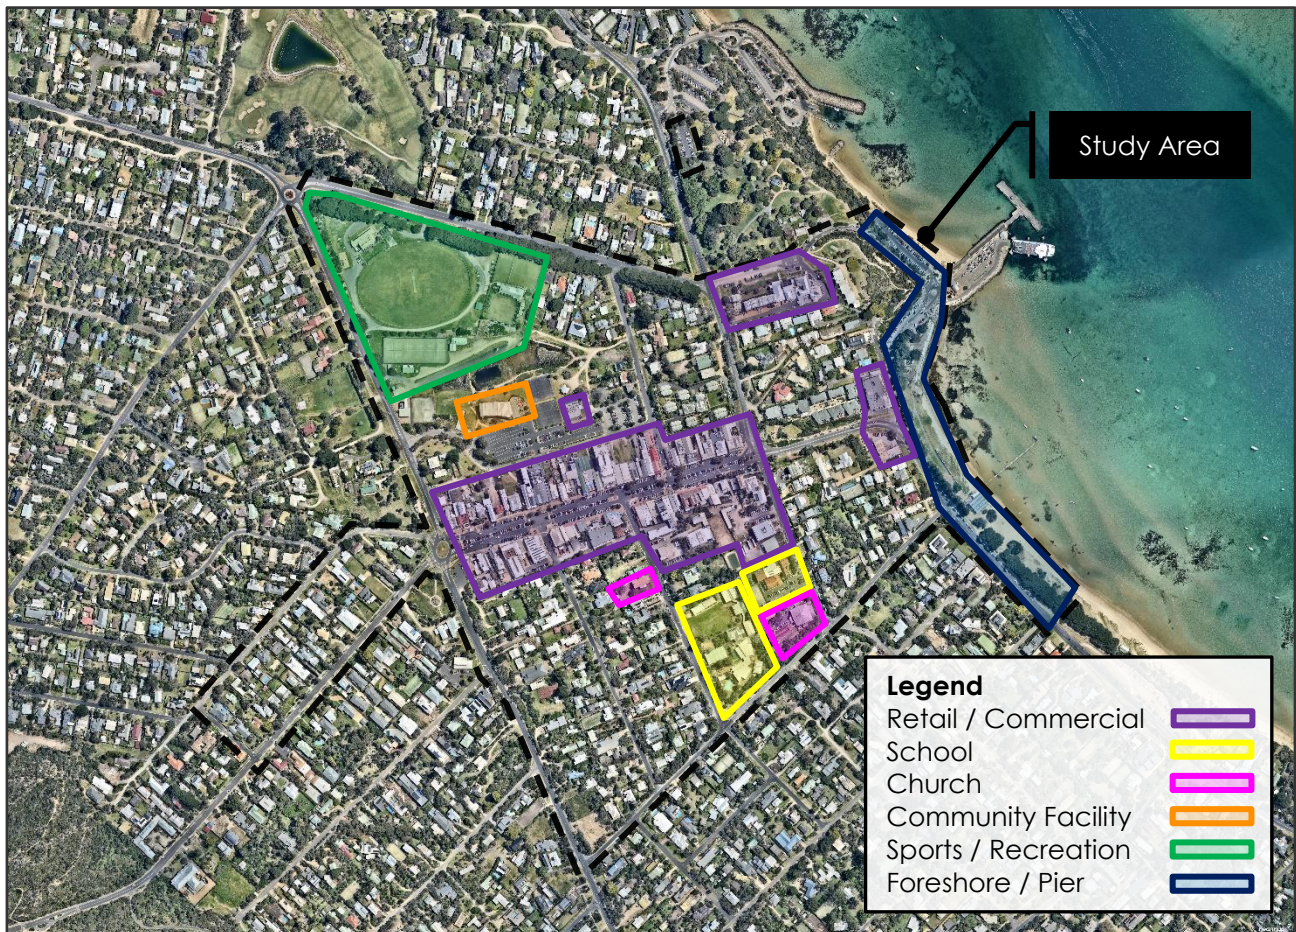 Study Area
Legend
Retail / Commercial
School
Church
Community Facility
Sports / Recreation
Foreshore / Pier